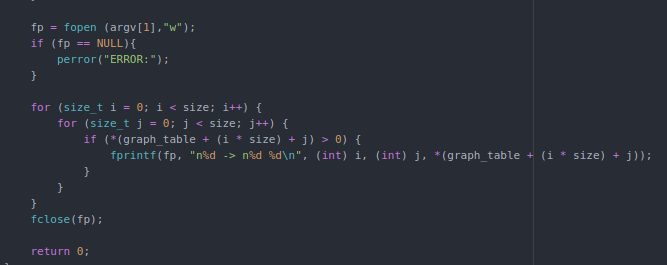 fp = fopen (argv[1],"w");
if (fp == NULL){
perror("ERROR:");
}
for (size_t i = 0; i < size; i++) {
for (size_t j = 0; j < size; j++) {
if (*(graph_table + (i * size) + j) > 0) {
fprintf(fp, "n%d -> n%d %d\n", (int) i, (int) j, *(graph_table + (i * size) + j));
}
}
}
fclose(fp);
return 0;